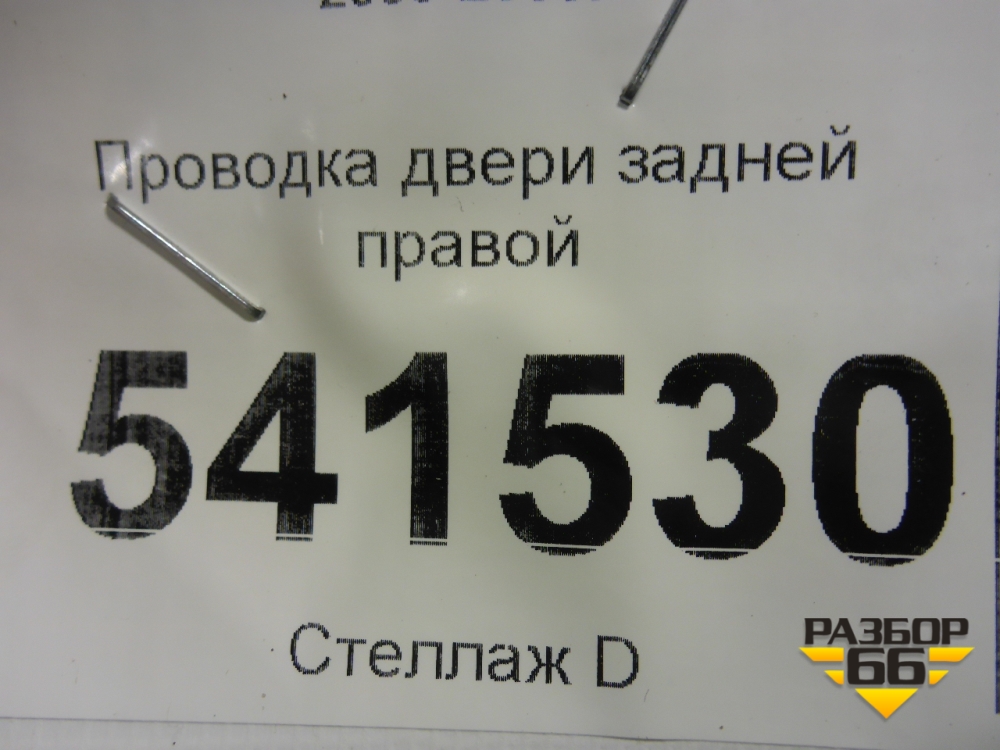 Проводка двери задней
правой
541530
Стеллаж D
РАЗБОР
66